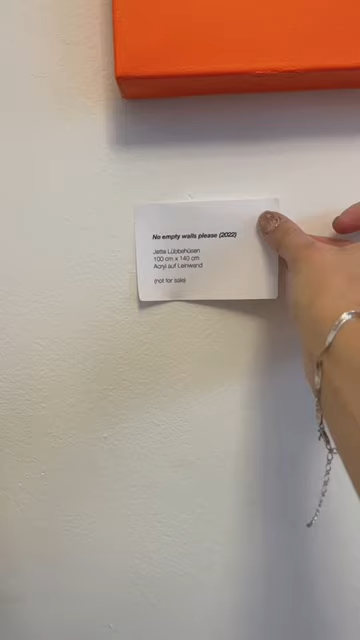 No empty walls please (2022)
Jette Lübbehüsen
100 cm x 140 cm
Acryl auf Leinwand
(not for sale)